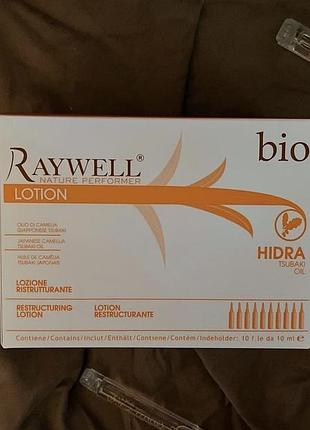 bio
RAYWELL®
NATURE PERFORMER
LOTION
OLIO DI CAMELIA
GIAPPONESE TSUBAKI
JAPANESE CAMELLIA
TSUBAKI OIL
HUILE DE CAMÉLIA
TSUBAKI JAPONAIS
HIDRA
TSUBAKI
OIL
LOZIONE
RISTRUTTURANTE
RESTRUCTURING
LOTION
LOTION
RESTRUCTURANTE
Contiene/Contains/Inclut/Enthält/Contiene/Contém/Indeholder: 10 f.le da 10 ml e